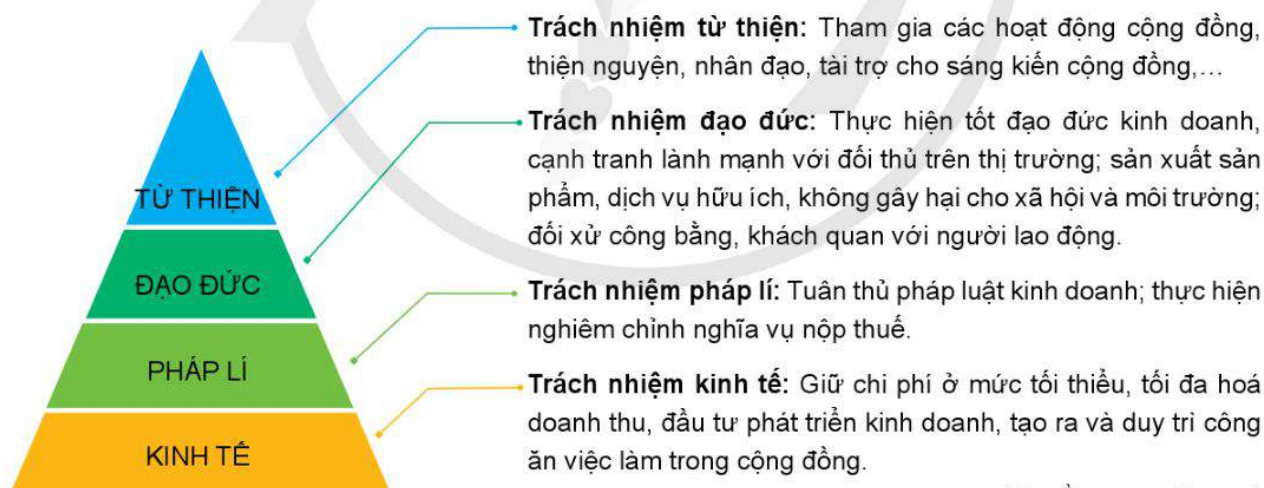 Trách nhiệm từ thiện: Tham gia các hoạt động cộng đồng,
thiện nguyện, nhân đạo, tài trợ cho sáng kiến cộng đồng,…
Trách nhiệm đạo đức: Thực hiện tốt đạo đức kinh doanh,
cạnh tranh lành mạnh với đối thủ trên thị trường; sản xuất sản
phẩm, dịch vụ hữu ích, không gây hại cho xã hội và môi trường;
đối xử công bằng, khách quan với người lao động.
Trách nhiệm pháp lí: Tuân thủ pháp luật kinh doanh; thực hiện
nghiêm chỉnh nghĩa vụ nộp thuế.
Trách nhiệm kinh tế: Giữ chi phí ở mức tối thiểu, tối đa hoá
doanh thu, đầu tư phát triển kinh doanh, tạo ra và duy trì công
ăn việc làm trong cộng đồng.
TỪ THIỆN
ĐẠO ĐỨC
PHÁP LÍ
KINH TẾ